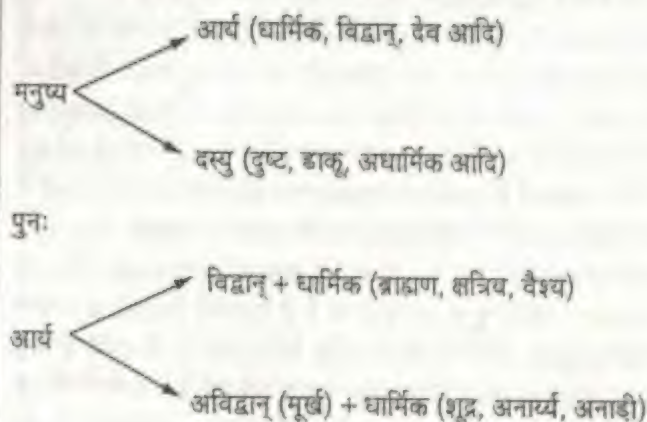 आर्य (धार्मिक, विद्वान्, देव आदि)
मनुष्य
दस्यु (दुष्ट, डाकू, अधार्मिक आदि)
पुनः
विद्वान् + धार्मिक (ब्राह्मण, क्षत्रिय, वैश्य)
आर्य
अविद्वान् (मूर्ख) + धार्मिक (शूद्र, अनार्य्य, अनाड़ी)